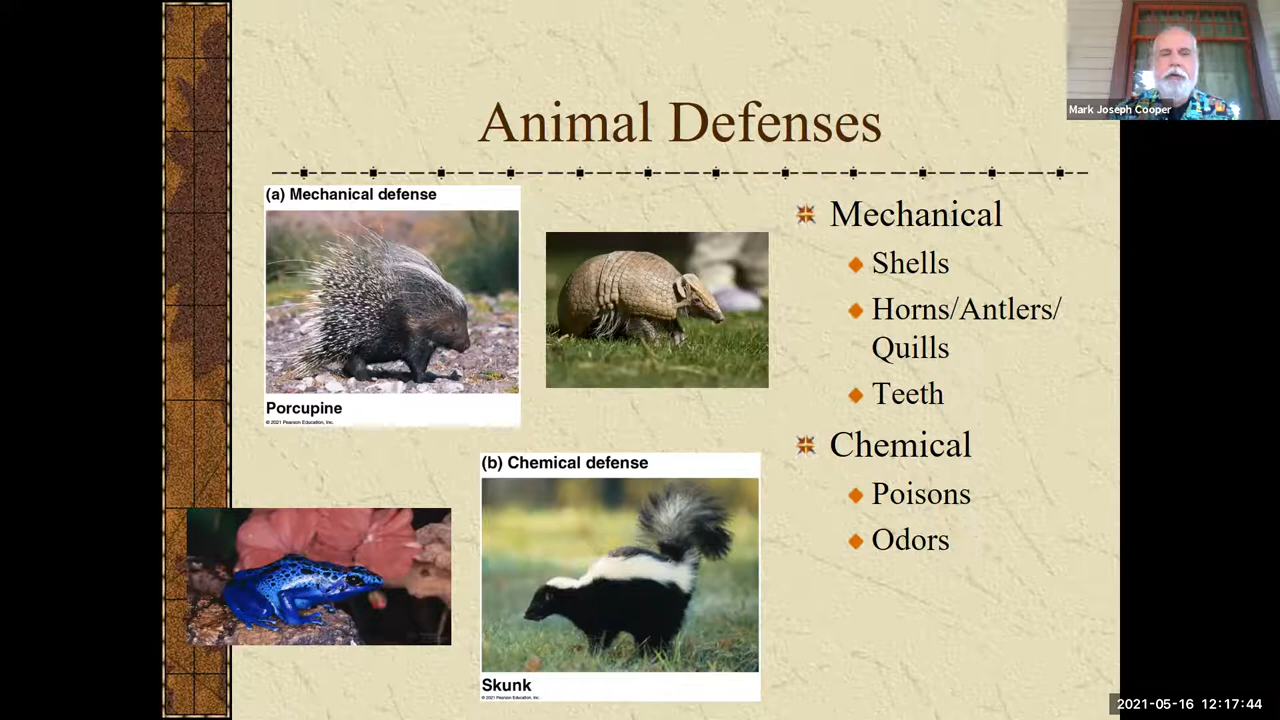 Mark Joseph Cooper
Animal Defenses
(a) Mechanical defense
Porcupine
© 2021 Pearson Education, Inc.
(b) Chemical defense
Skunk
© 2021 Pearson Education, Inc.
Mechanical
Shells
Horns/Antlers/
Quills
Teeth
Chemical
Poisons
Odors
2021-05-16 12:17:44